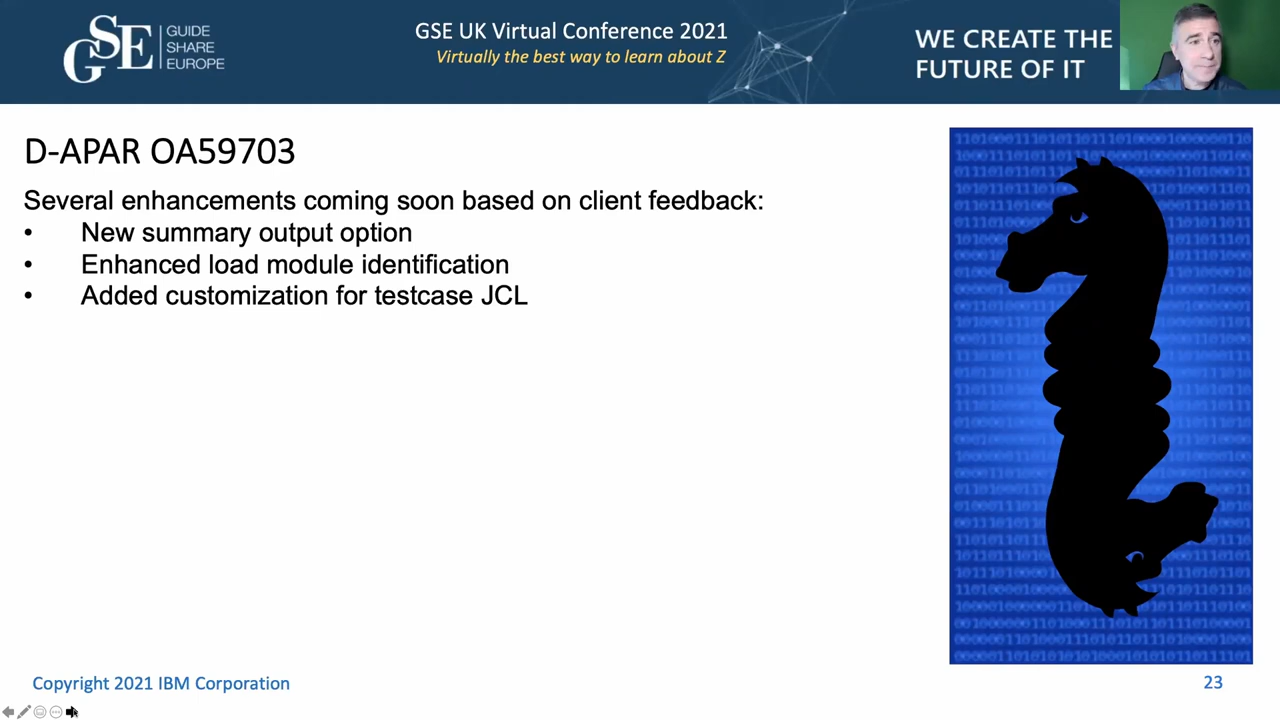 GSE
GUIDE
SHARE
EUROPE
GSE UK Virtual Conference 2021
Virtually the best way to learn about Z
WE CREATE THE
FUTURE OF IT
D-APAR OA59703
Several enhancements coming soon based on client feedback:
• New summary output option
• Enhanced load module identification
• Added customization for testcase JCL
Copyright 2021 IBM Corporation
23